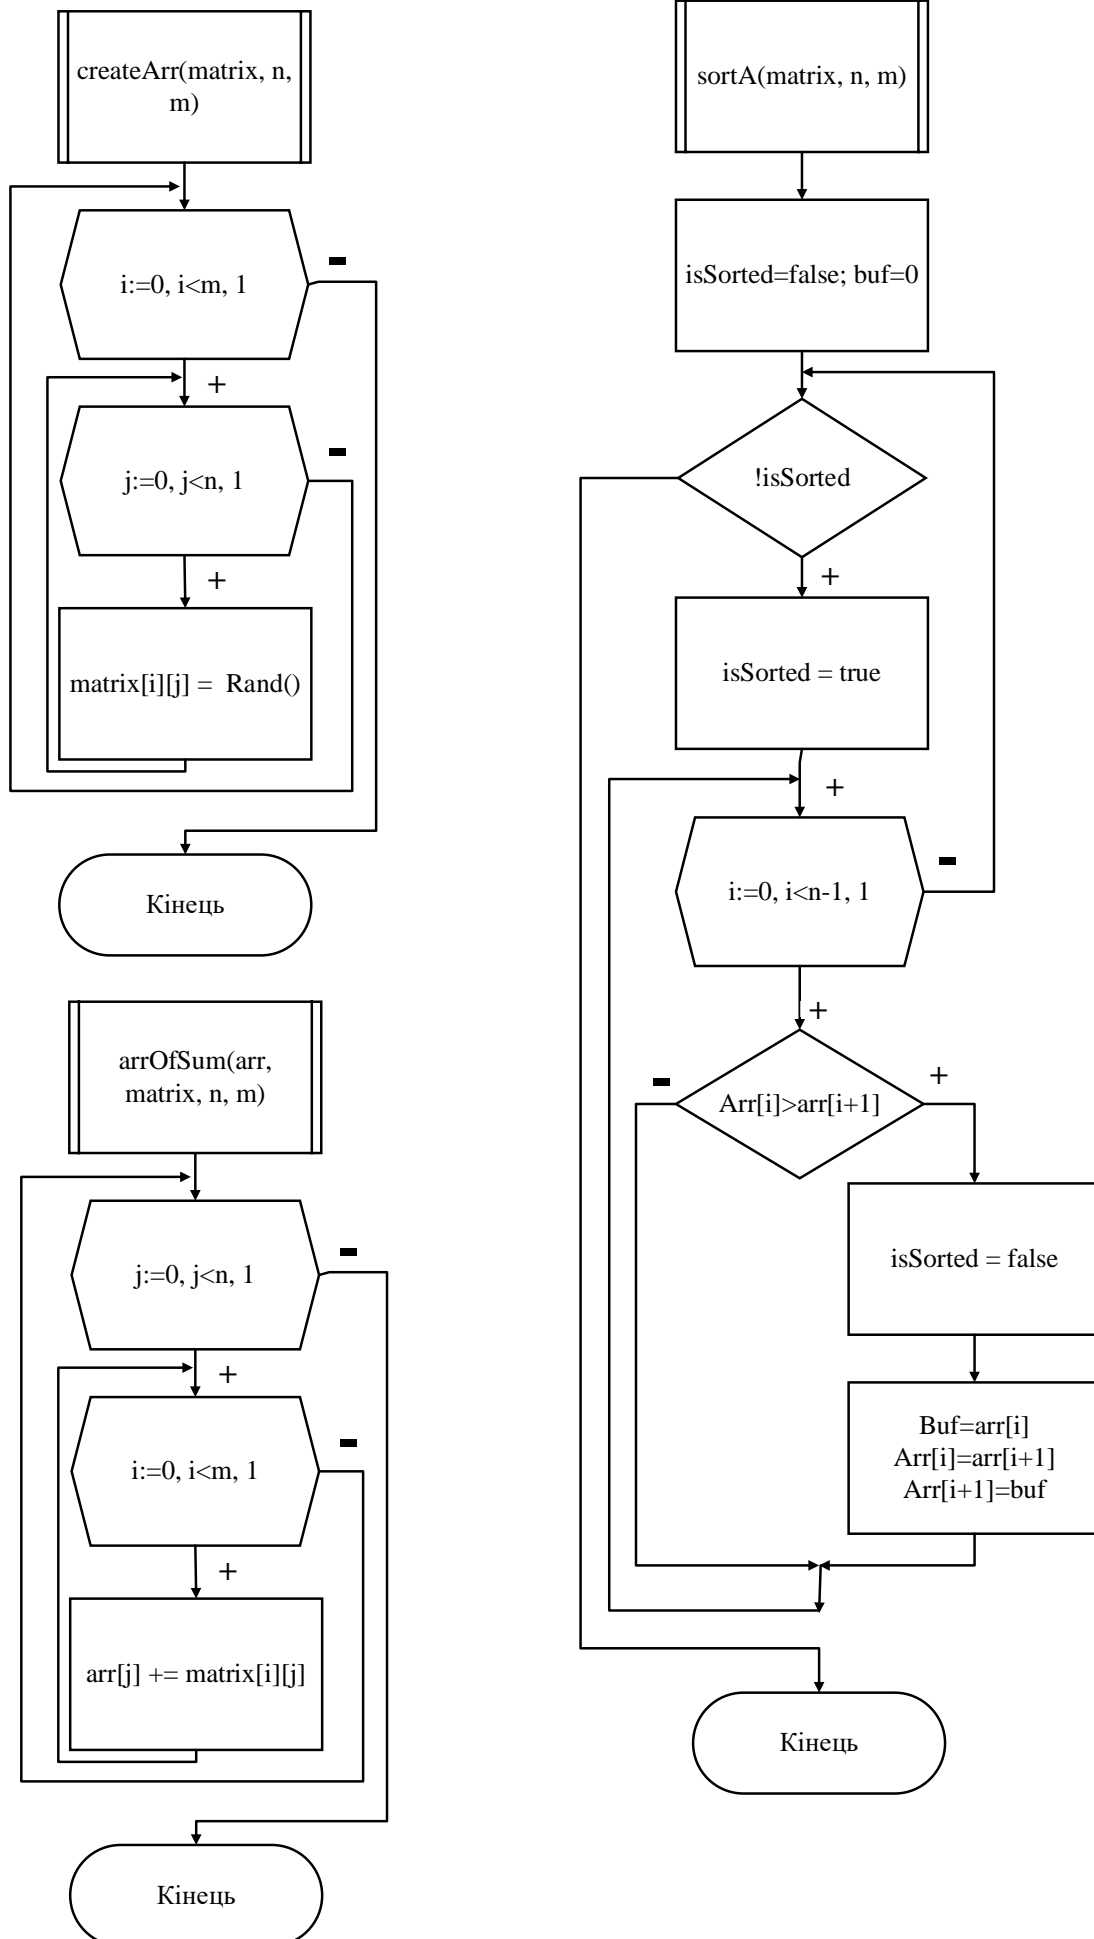 createArr(matrix, n,
m)
i:=0, i<m, 1
-
+
j:=0, j<n, 1
-
+
matrix[i][j] = Rand()
Кінець
arrOfSum(arr,
matrix, n, m)
j:=0, j<n, 1
-
+
i:=0, i<m, 1
-
+
arr[j] += matrix[i][j]
Кінець
sortA(matrix, n, m)
isSorted=false; buf=0
!isSorted
+
isSorted = true
+
i:=0, i<n-1, 1
-
+
-
Arr[i]>arr[i+1]
+
isSorted = false
Buf=arr[i]
Arr[i]=arr[i+1]
Arr[i+1]=buf
Кінець